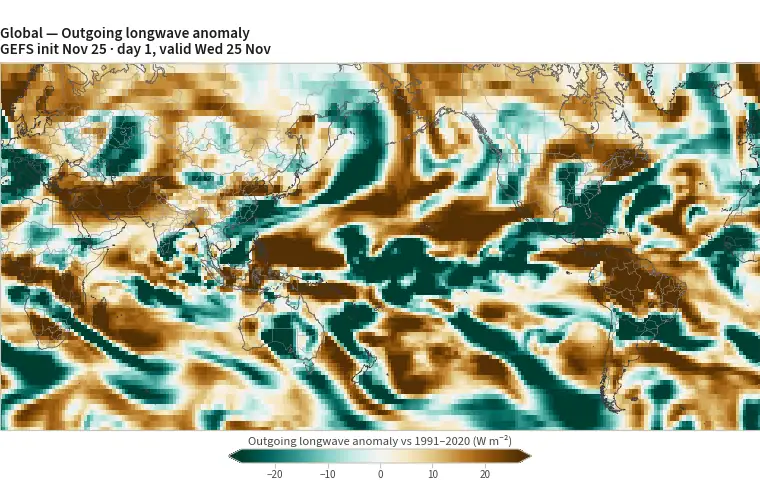 Global — Outgoing longwave anomaly
GEFS init Nov 25 · day 1, valid Wed 25 Nov
Outgoing longwave anomaly vs 1991–2020 (W m⁻²)
−20 −10 0 10 20